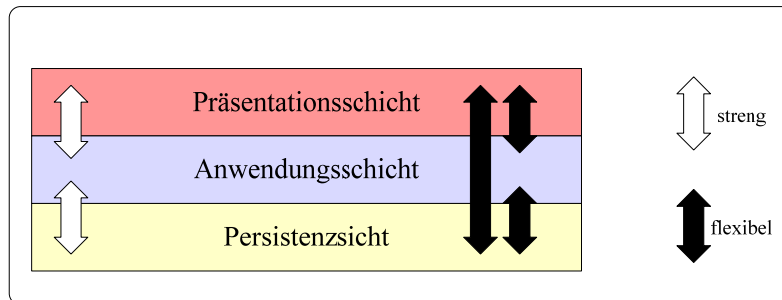 Präsentationsschicht
Anwendungsschicht
Persistenzsicht
streng
flexibel